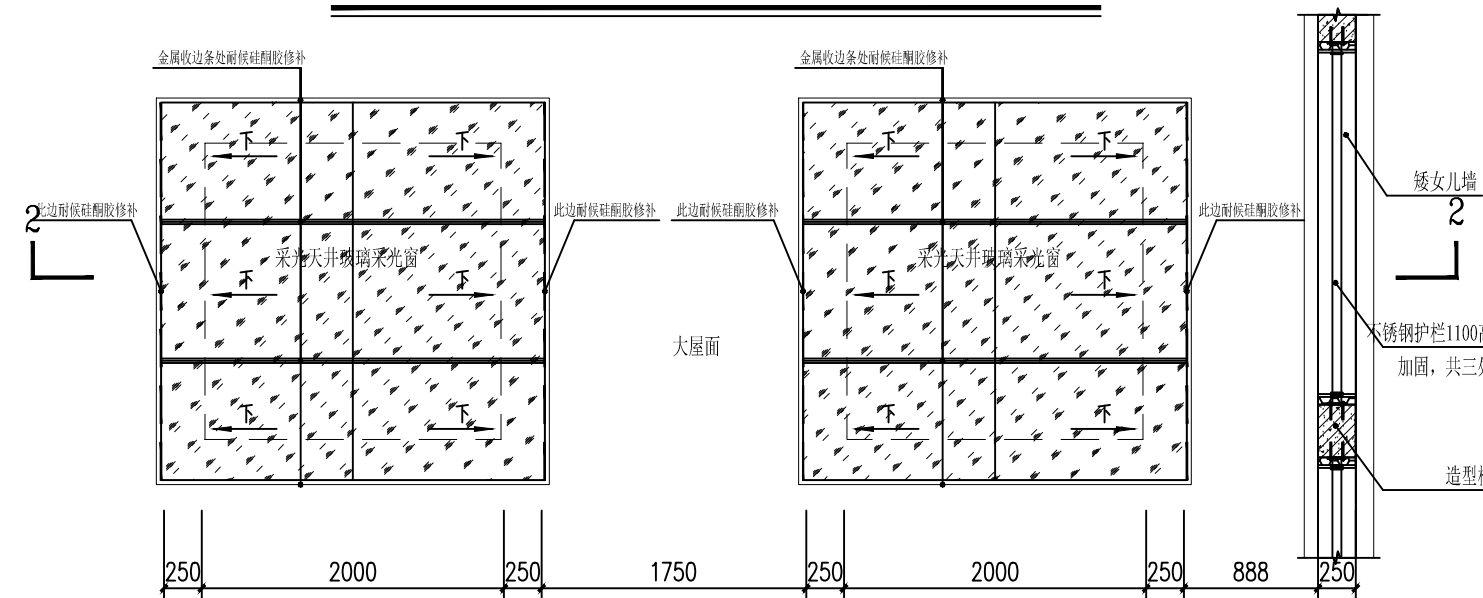 金属收边条处耐候硅酮胶修补
金属收边条处耐候硅酮胶修补
下
下
下
下
矮女儿墙
2
此边耐候硅酮胶修补
此边耐候硅酮胶修补
此边耐候硅酮胶修补
此边耐候硅酮胶修补
2
采光天井玻璃采光窗
采光天井玻璃采光窗
下
下
下
下
大屋面
不锈钢护栏1100高
加固，共三处
下
下
下
下
造型
250
2000
250
1750
250
2000
250
888
250